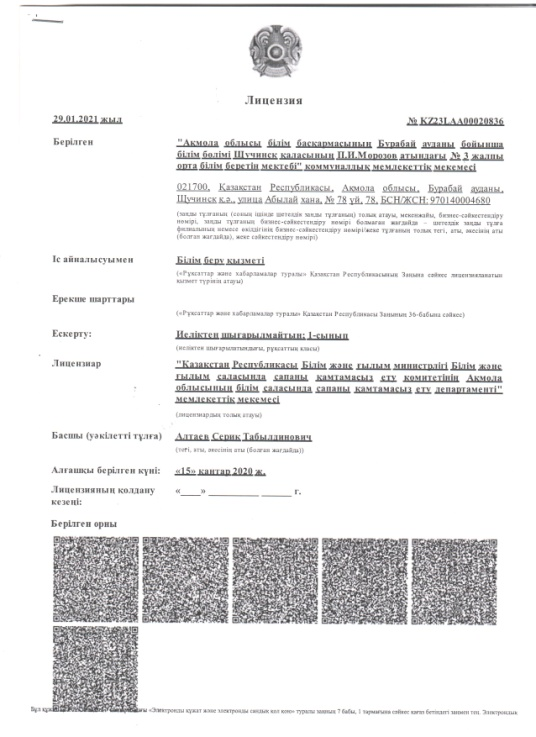 Лицензия
29.01.2021 жыл
№ KZ23LAA00020836
Берілген
"Ақмола облысы білім басқармасының Бурабай ауданы бойынша
білім бөлімі Щучинск қаласының П.И.Морозов атындағы № 3 жалпы
орта білім беретін мектебі" коммуналдық мемлекеттік мекемесі
021700, Қазақстан Республикасы, Ақмола облысы, Бурабай ауданы,
Щучинск қ.ә., улица Абылай хана, № 78 үй, 78, БСН/ЖСН: 970140004680
(заңды тұлғаның (соның ішінде шетелдік заңды тұлғаның) толық атауы, мекенжайы, бизнес-сәйкестендіру
нөмірі, заңды тұлғаның бизнес-сәйкестендіру нөмірі болмаған жағдайда – шетелдік заңды тұлға
филиалының немесе өкілдігінің бизнес-сәйкестендіру нөмірі/жеке тұлғаның толық тегі, аты, әкесінің аты
(болған жағдайда), жеке сәйкестендіру нөмірі)
Іс айналысуымен
Білім беру қызметі
(«Рұқсаттар және хабарламалар туралы» Қазақстан Республикасының Заңына сәйкес лицензияланатын
қызмет түрінің атауы)
Ерекше шарттары
(«Рұқсаттар және хабарламалар туралы» Қазақстан Республикасы Заңының 36-бабына сәйкес)
Ескерту:
Иеліктен шығарылмайтын; 1-сынып
(иеліктен шығарылатындығы, рұқсаттың класы)
Лицензиар
"Қазақстан Республикасы Білім және ғылым министрлігі Білім және
ғылым саласында сапаны қамтамасыз ету комитетінің Ақмола
облысының білім саласында сапаны қамтамасыз ету департаменті"
мемлекеттік мекемесі
(лицензиардың толық атауы)
Басшы (уәкілетті тұлға)
Алтаев Серик Табылдинович
(тегі, аты, әкесінің аты (болған жағдайда))
Алғашқы берілген күні:
«15» қантар 2020 ж.
Лицензияның қолдану
кезеңі:
«____» __________ _____ г.
Берілген орны
«Электронды құжат және электронды сандық қол қою» туралы заңның 7 бабы, 1 тармағына сәйкес қағаз бетіндегі заңмен тең. Электрондық